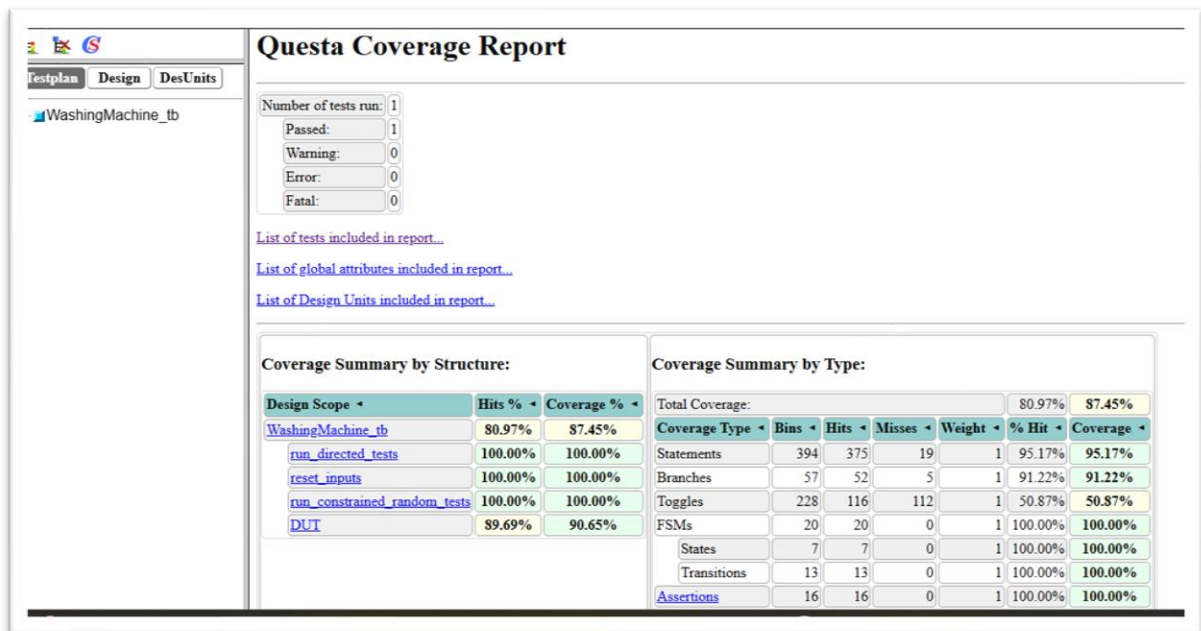 Questa Coverage Report
Testplan Design DesUnits
WashingMachine_tb
Number of tests run: 1
Passed: 1
Warning: 0
Error: 0
Fatal: 0
List of tests included in report...
List of global attributes included in report...
List of Design Units included in report...
Coverage Summary by Structure:
Design Scope Hits % Coverage %
WashingMachine_tb 80.97% 87.45%
run_directed_tests 100.00% 100.00%
reset_inputs 100.00% 100.00%
run_constrained_random_tests 100.00% 100.00%
DUT 89.69% 90.65%
Coverage Summary by Type:
Total Coverage: 80.97% 87.45%
Coverage Type Bins Hits Misses Weight % Hit Coverage
Statements 394 375 19 1 95.17% 95.17%
Branches 57 52 5 1 91.22% 91.22%
Toggles 228 116 112 1 50.87% 50.87%
FSMs 20 20 0 1 100.00% 100.00%
States 7 7 0 1 100.00% 100.00%
Transitions 13 13 0 1 100.00% 100.00%
Assertions 16 16 0 1 100.00% 100.00%